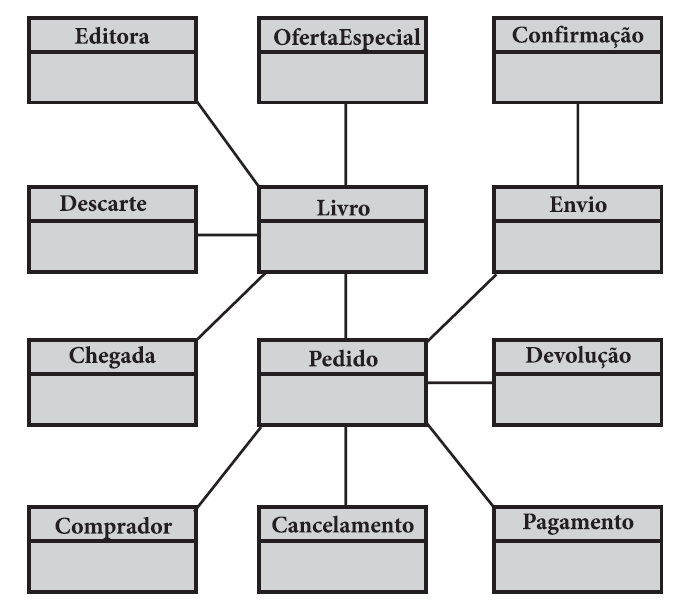 Editora
OfertaEspecial
Confirmação
Descarte
Livro
Envio
Chegada
Pedido
Devolução
Comprador
Cancelamento
Pagamento